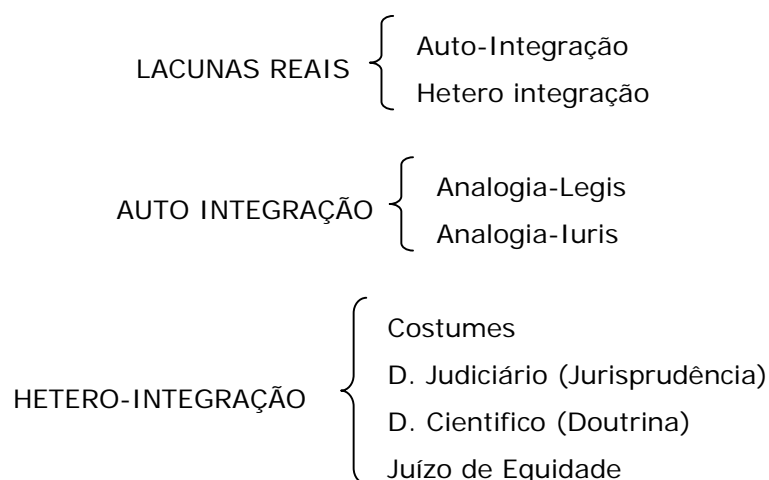 LACUNAS REAIS
Auto-Integração
Hetero integração
AUTO INTEGRAÇÃO
Analogia-Legis
Analogia-Iuris
HETERO-INTEGRAÇÃO
Costumes
D. Judiciário (Jurisprudência)
D. Cientifico (Doutrina)
Juízo de Equidade